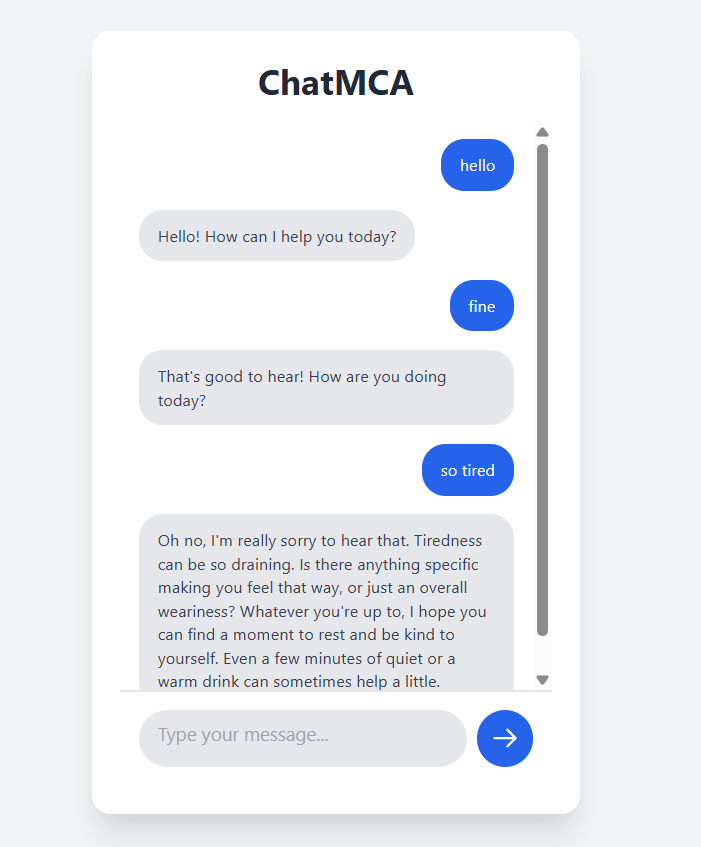 ChatMCA
hello
Hello! How can I help you today?
fine
That's good to hear! How are you doing
today?
so tired
Oh no, I'm really sorry to hear that. Tiredness
can be so draining. Is there anything specific
making you feel that way, or just an overall
weariness? Whatever you're up to, I hope you
can find a moment to rest and be kind to
yourself. Even a few minutes of quiet or a
warm drink can sometimes help a little.
Type your message...